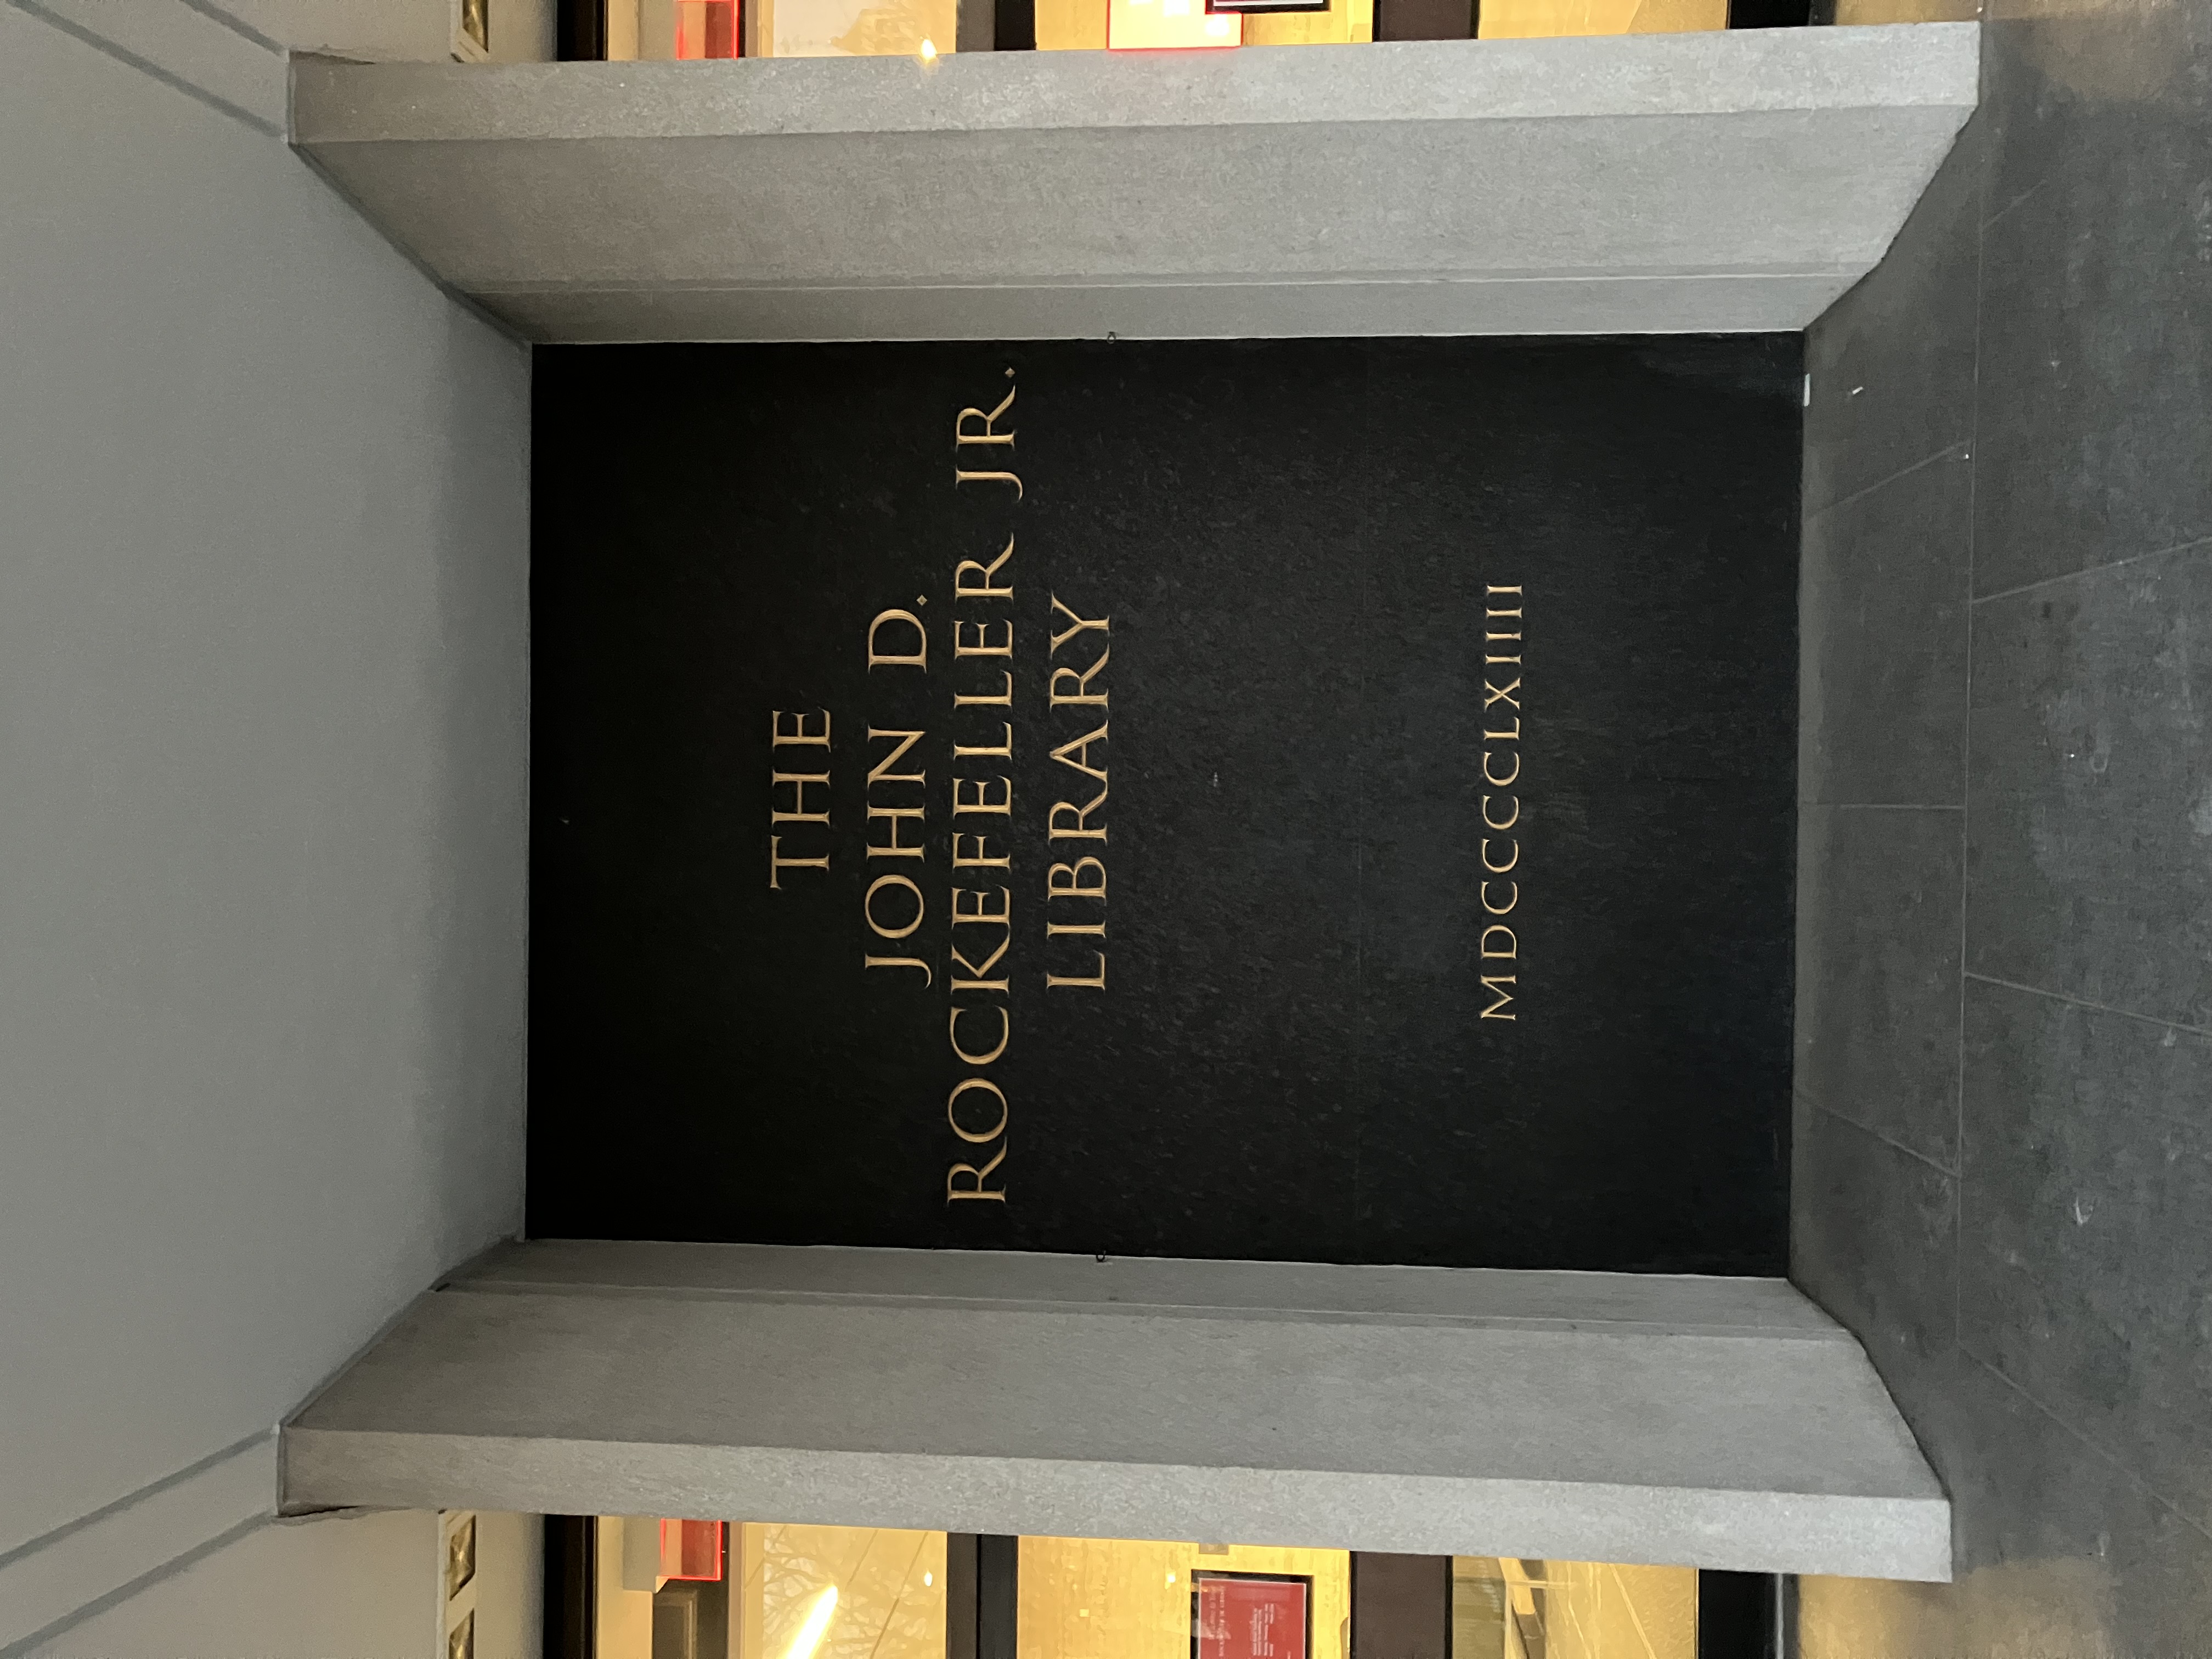 THE
JOHN D.
ROCKEFELLER JR.
LIBRARY
MDCCCCLXIIII